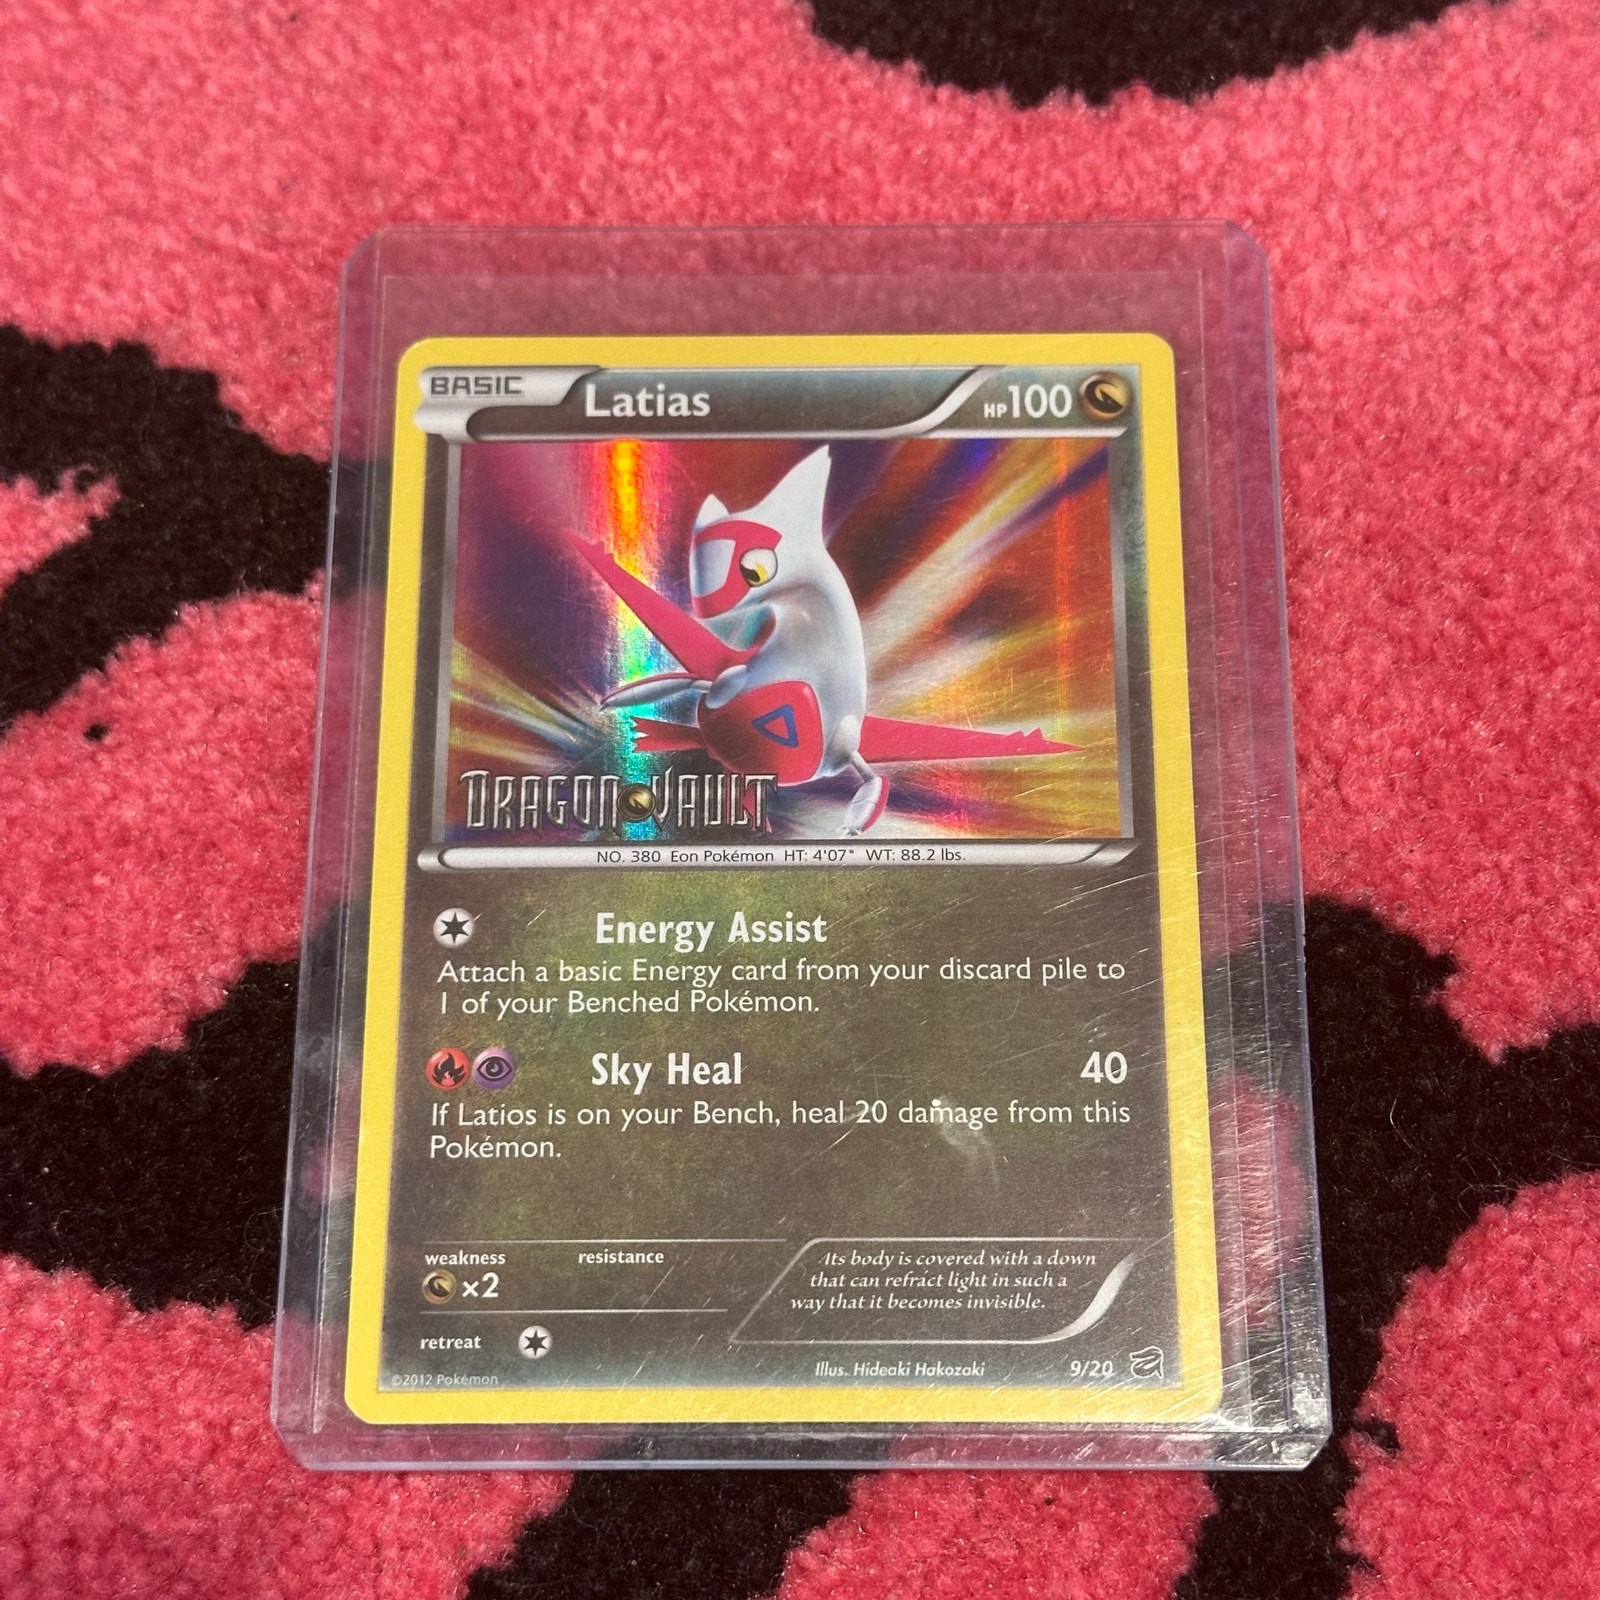 BASIC Latias HP100
DRAGON VAULT
NO. 380 Eon Pokémon HT: 4'07" WT: 88.2 lbs.
Energy Assist
Attach a basic Energy card from your discard pile to
1 of your Benched Pokémon.
Sky Heal 40
If Latios is on your Bench, heal 20 damage from this
Pokémon.
weakness resistance
×2
retreat
Its body is covered with a down
that can refract light in such a
way that it becomes invisible.
Illus. Hideaki Hakozaki 9/20
©2012 Pokémon